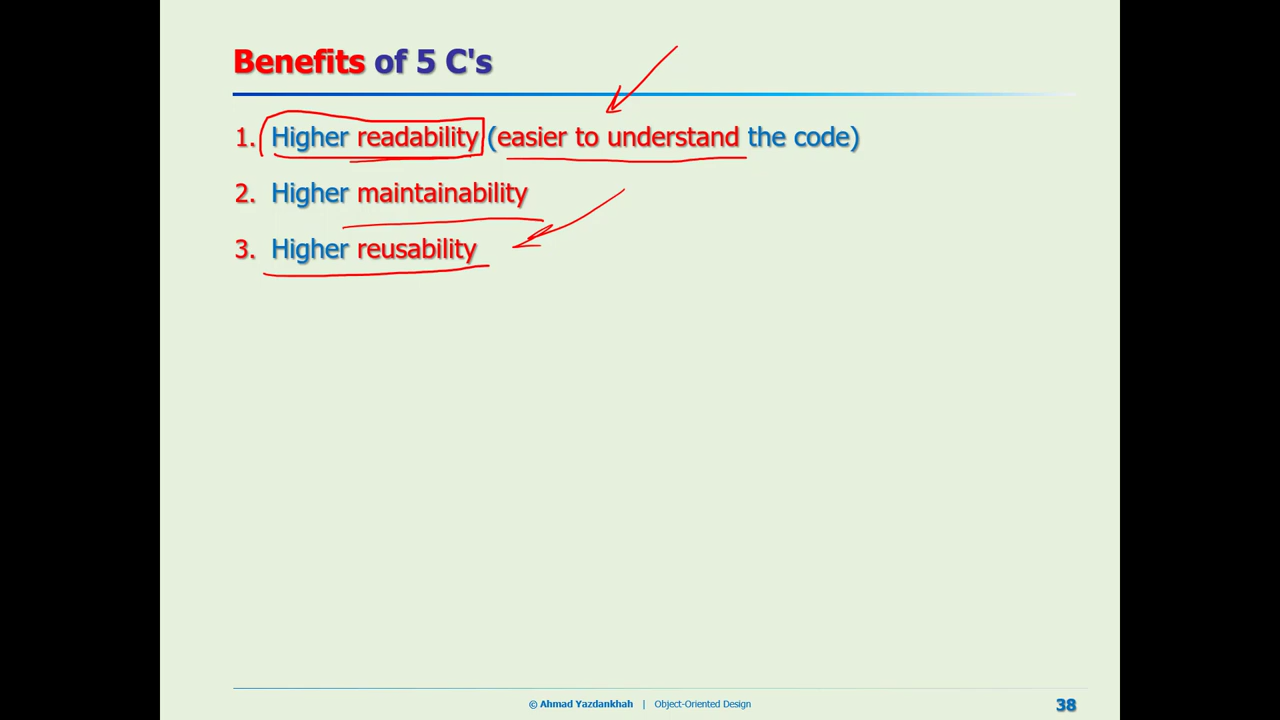 Benefits of 5 C's
1. Higher readability (easier to understand the code)
2. Higher maintainability
3. Higher reusability
© Ahmad Yazdankhah | Object-Oriented Design
38